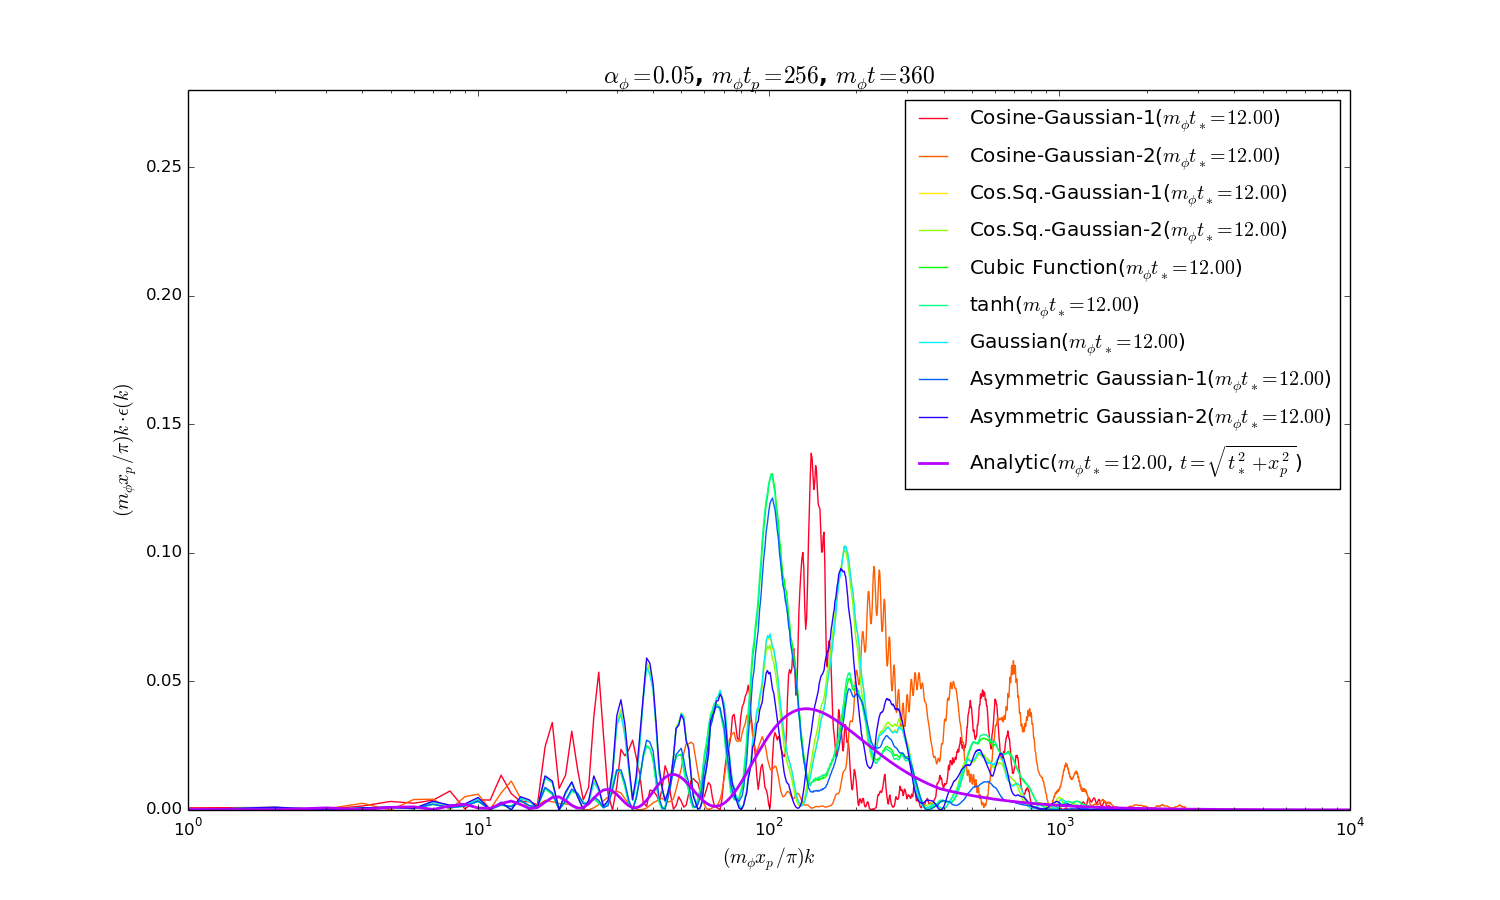 α_ϕ=0.05, m_ϕt_p=256, m_ϕt=360
0.25
0.20
0.15
0.10
0.05
0.00
(m_ϕx_p/π)k·ϵ(k)
Cosine-Gaussian-1(m_ϕt_*=12.00)
Cosine-Gaussian-2(m_ϕt_*=12.00)
Cos.Sq.-Gaussian-1(m_ϕt_*=12.00)
Cos.Sq.-Gaussian-2(m_ϕt_*=12.00)
Cubic Function(m_ϕt_*=12.00)
tanh(m_ϕt_*=12.00)
Gaussian(m_ϕt_*=12.00)
Asymmetric Gaussian-1(m_ϕt_*=12.00)
Asymmetric Gaussian-2(m_ϕt_*=12.00)
Analytic(m_ϕt_*=12.00, t=√(t_*^2+x_p^2))
10^0 10^1 10^2 10^3 10^4
(m_ϕx_p/π)k